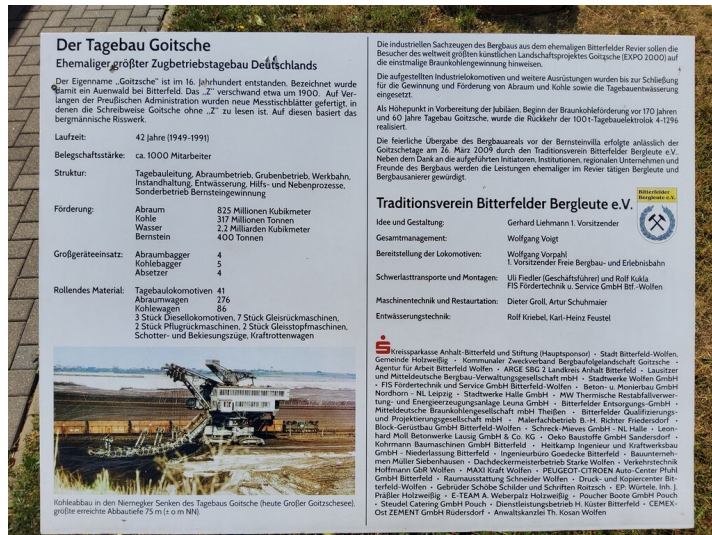 Der Tagebau Goitsche
Ehemaliger größter Zugbetriebstagebau Deutschlands
Der Eigenname „Goitzsche" ist im 16. Jahrhundert entstanden. Bezeichnet wurde
damit ein Auenwald bei Bitterfeld. Das „Z" verschwand etwa um 1900. Auf Ver-
langen der Preußischen Administration wurden neue Messtischblätter gefertigt, in
denen die Schreibweise Goitsche ohne „Z" zu lesen ist. Auf diesen basiert das
bergmännische Risswerk.
Laufzeit: 42 Jahre (1949-1991)
Belegschaftsstärke: ca. 1000 Mitarbeiter
Struktur: Tagebauleitung, Abraumbetrieb, Grubenbetrieb, Werkbahn,
Instandhaltung, Entwässerung, Hilfs- und Nebenprozesse,
Sonderbetrieb Bernsteingewinnung
Förderung: Abraum 825 Millionen Kubikmeter
Kohle 317 Millionen Tonnen
Wasser 2,2 Milliarden Kubikmeter
Bernstein 400 Tonnen
Großgeräteeinsatz: Abraumbagger 4
Kohlebagger 5
Absetzer 4
Rollendes Material: Tagebaulokomotiven 41
Abraumwagen 276
Kohlewagen 86
3 Stück Diesellokomotiven, 7 Stück Gleisrückmaschinen,
2 Stück Pflugrückmaschinen, 2 Stück Gleisstopfmaschinen,
Schotter- und Bekiesungszüge, Kraftrottenwagen
Kohleabbau in den Niemegker Senken des Tagebaus Goitsche (heute Großer Goitzschesee),
größte erreichte Abbautiefe 75 m (± 0 m NN).
Die industriellen Sachzeugen des Bergbaus aus dem ehemaligen Bitterfelder Revier sollen die
Besucher des weltweit größten künstlichen Landschaftsprojektes Goitzsche (EXPO 2000) auf
die einstmalige Braunkohlengewinnung hinweisen.
Die aufgestellten Industrielokomotiven und weitere Ausrüstungen wurden bis zur Schließung
für die Gewinnung und Förderung von Abraum und Kohle sowie die Tagebauentwässerung
eingesetzt.
Als Höhepunkt in Vorbereitung der Jubiläen, Beginn der Braunkohleförderung vor 170 Jahren
und 60 Jahre Tagebau Goitzsche, wurde die Rückkehr der 100t-Tagebauelektrolok 4-1296
realisiert.
Die feierliche Übergabe des Bergbauareals vor der Bernsteinvilla erfolgte anlässlich der
Goitzschetage am 26. März 2009 durch den Traditionsverein Bitterfelder Bergleute e.V..
Neben dem Dank an die aufgeführten Initiatoren, Institutionen, regionalen Unternehmen und
Freunde des Bergbaus werden die Leistungen ehemaliger im Revier tätigen Bergleute und
Bergbausanierer gewürdigt.
Traditionsverein Bitterfelder Bergleute e.V.
Bitterfelder
Bergleute e.V.
Idee und Gestaltung: Gerhard Liehmann 1. Vorsitzender
Gesamtmanagement: Wolfgang Voigt
Bereitstellung der Lokomotiven: Wolfgang Vorpahl
1. Vorsitzender Freie Bergbau- und Erlebnisbahn
Schwerlasttransporte und Montagen: Uli Fiedler (Geschäftsführer) und Rolf Kukla
FIS Fördertechnik u. Service GmbH Btf.-Wolfen
Maschinentechnik und Restaurtation: Dieter Groll, Artur Schuhmaier
Entwässerungstechnik: Rolf Kriebel, Karl-Heinz Feustel
Kreissparkasse Anhalt-Bitterfeld und Stiftung (Hauptsponsor) • Stadt Bitterfeld-Wolfen,
Gemeinde Holzweißig • Kommunaler Zweckverband Bergbaufolgelandschaft Goitzsche •
Agentur für Arbeit Bitterfeld Wolfen • ARGE SBG 2 Landkreis Anhalt Bitterfeld • Lausitzer
und Mitteldeutsche Bergbau-Verwaltungsgesellschaft mbH • Stadtwerke Wolfen GmbH
• FIS Fördertechnik und Service GmbH Bitterfeld-Wolfen • Beton- u. Monierbau GmbH
Nordhorn - NL Leipzig • Stadtwerke Halle GmbH • MW Thermische Restabfallverwer-
tung- und Energieerzeugungsanlage Leuna GmbH • Bitterfelder Entsorgungs-GmbH •
Mitteldeutsche Braunkohlengesellschaft mbH Theißen • Bitterfelder Qualifizierungs-
und Projektierungsgesellschaft mbH • Malerfachbetrieb B.-H. Richter Friedersdorf •
Block-Gerüstbau GmbH Bitterfeld-Wolfen • Schreck-Mieves GmbH - NL Halle • Leon-
hard Moll Betonwerke Lausig GmbH & Co. KG • Oeko Baustoffe GmbH Sandersdorf •
Kohrmann Baumaschinen GmbH Bitterfeld • Heitkamp Ingenieur und Kraftwerksbau
GmbH - Niederlassung Bitterfeld • Ingenieurbüro Goedecke Bitterfeld • Bauunterneh-
men Müller Siebenhausen • Dachdeckermeisterbetrieb Starke Wolfen • Verkehrstechnik
Hoffmann GbR Wolfen • MAXI Kraft Wolfen • PEUGEOT-CITROEN Auto-Center Pfuhl
GmbH Bitterfeld • Raumausstattung Schneider Wolfen • Druck- und Kopiercenter Bit-
terfeld-Wolfen • Gebrüder Schöbe Schilder und Schriften Roitzsch • EP: Würtele, Inh. J.
Präßler Holzweißig • E-TEAM A. Weberpalz Holzweißig • Poucher Boote GmbH Pouch
• Steudel Catering GmbH Pouch • Dienstleistungsbetrieb H. Küster Bitterfeld • CEMEX-
Ost ZEMENT GmbH Rüdersdorf • Anwaltskanzlei Th. Kosan Wolfen